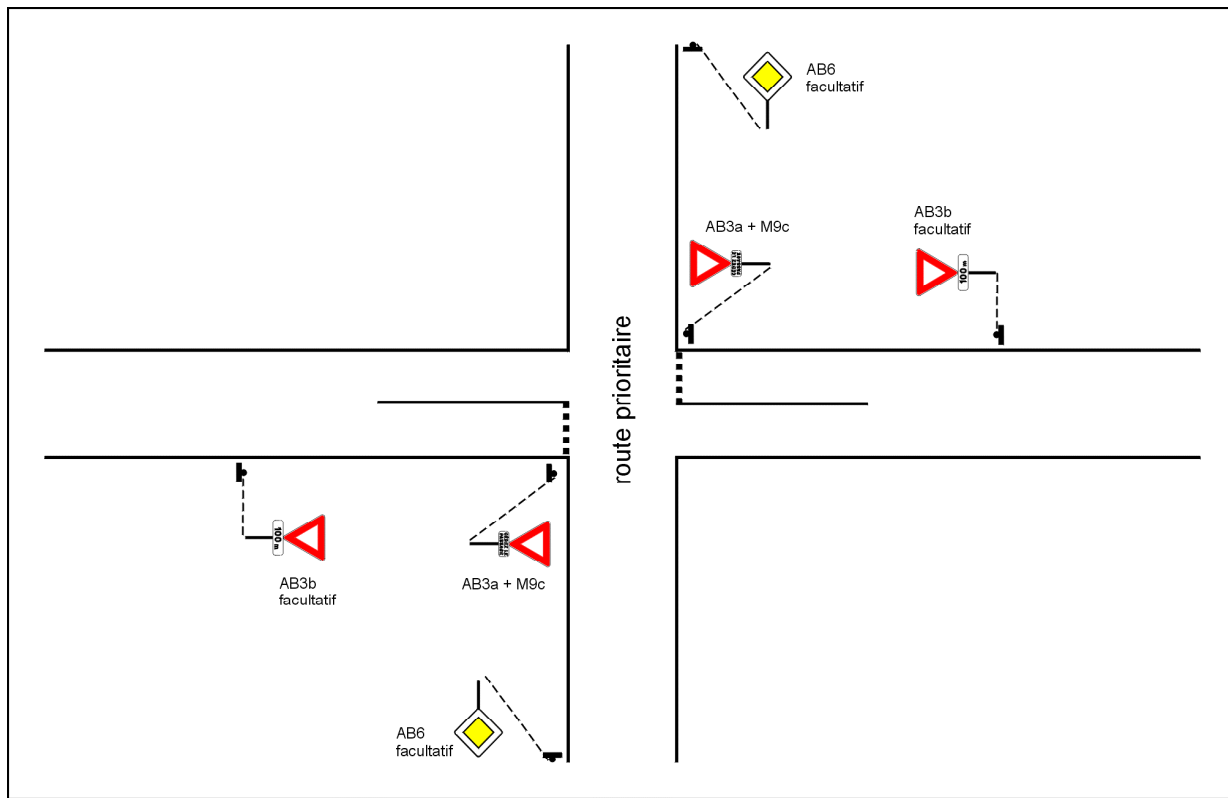 AB6
facultatif
AB3a + M9c
AB3b
facultatif
100 m
route prioritaire
100 m
AB3b
facultatif
AB3a + M9c
AB6
facultatif